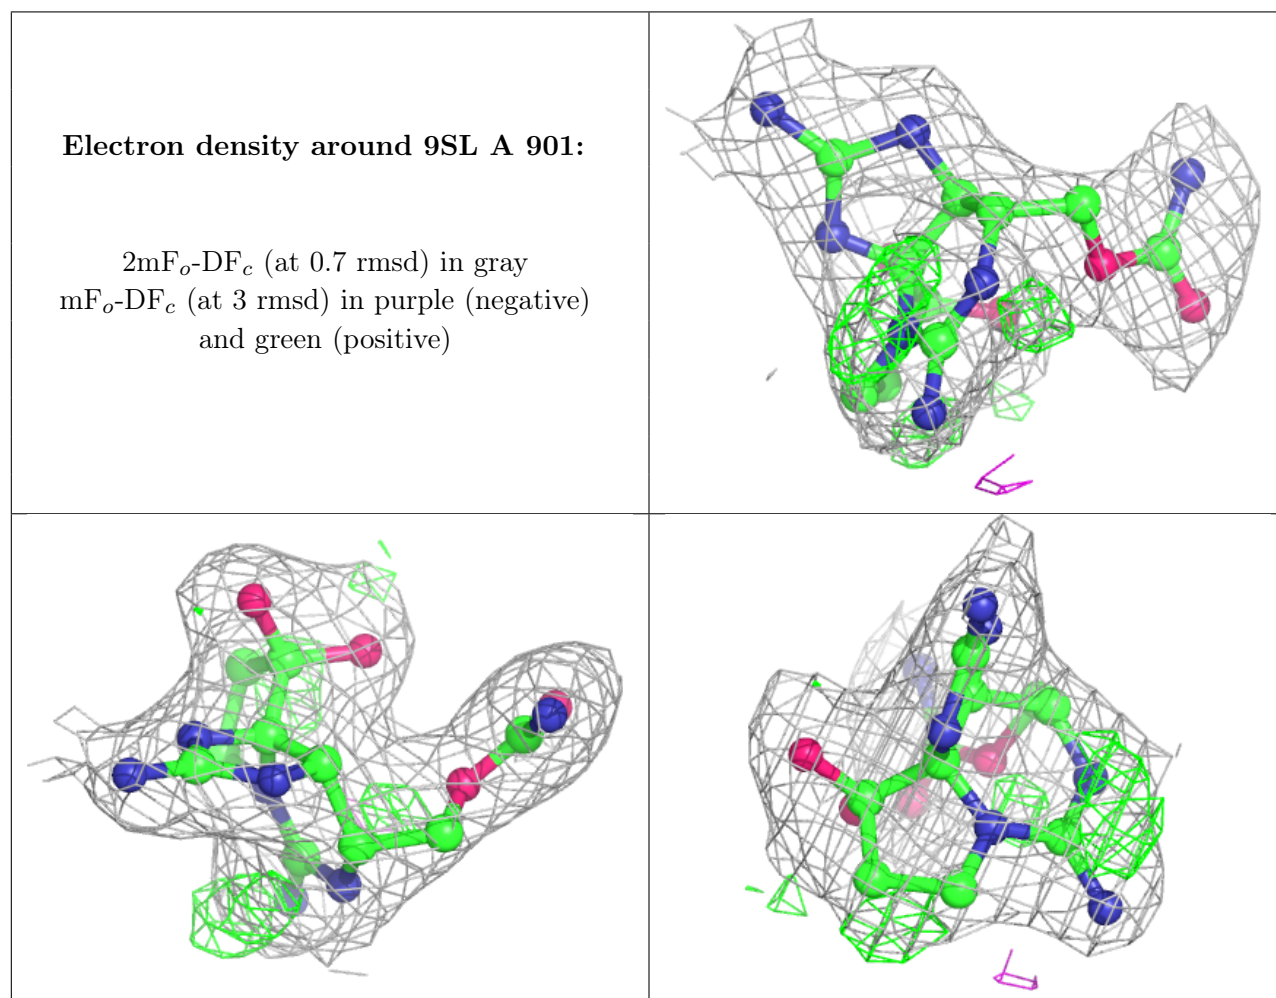 Electron density around 9SL A 901:
2mFo-DFc (at 0.7 rmsd) in gray
mFo-DFc (at 3 rmsd) in purple (negative)
and green (positive)